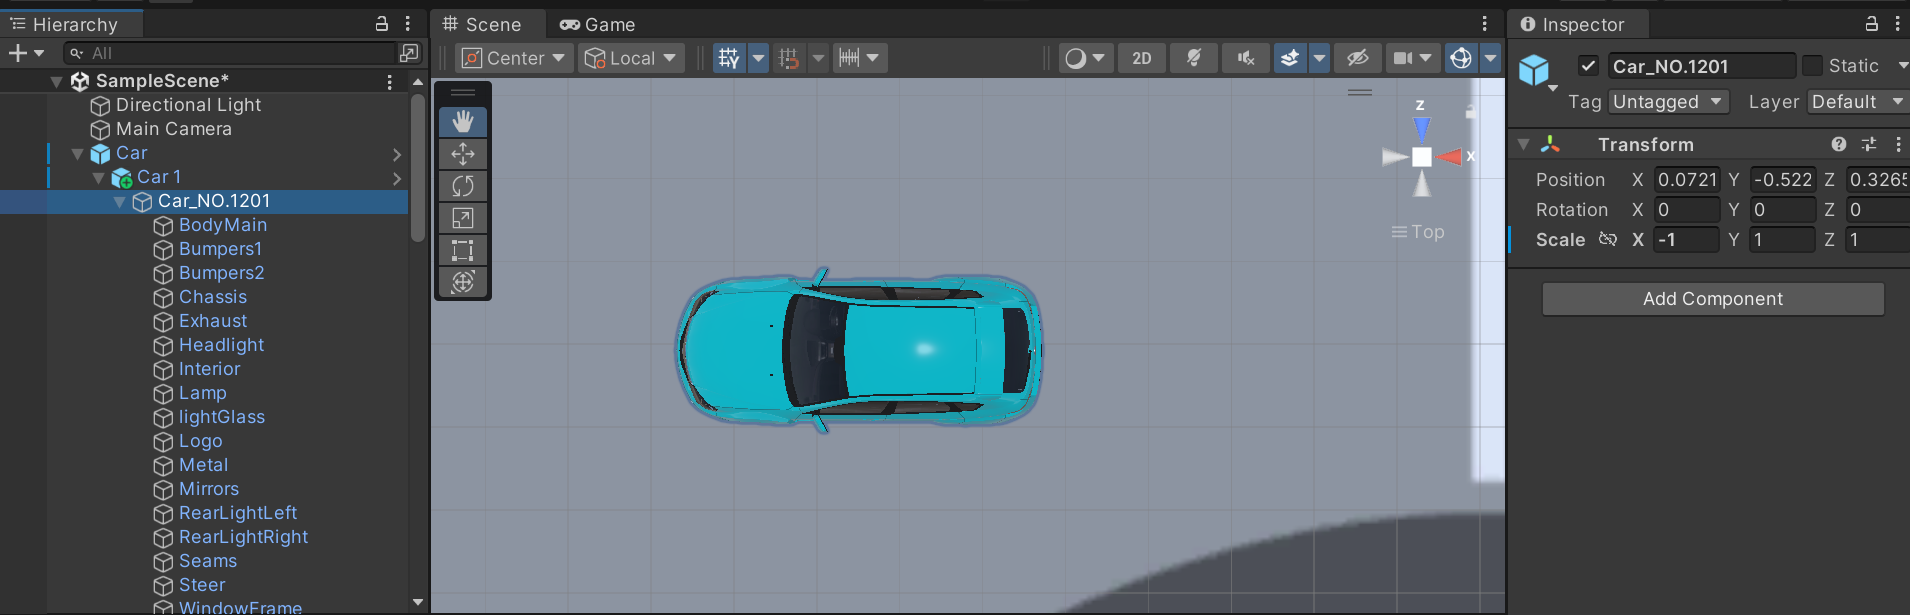 Hierarchy
All
SampleScene*
Directional Light
Main Camera
Car
Car 1
Car_NO.1201
BodyMain
Bumpers1
Bumpers2
Chassis
Exhaust
Headlight
Interior
Lamp
lightGlass
Logo
Metal
Mirrors
RearLightLeft
RearLightRight
Seams
Steer
WindowFrame
Scene Game
Center Local 2D
z
x
Top
Inspector
Car_NO.1201 Static
Tag Untagged Layer Default
Transform
Position X 0.0721 Y -0.522 Z 0.3265
Rotation X 0 Y 0 Z 0
Scale X -1 Y 1 Z 1
Add Component